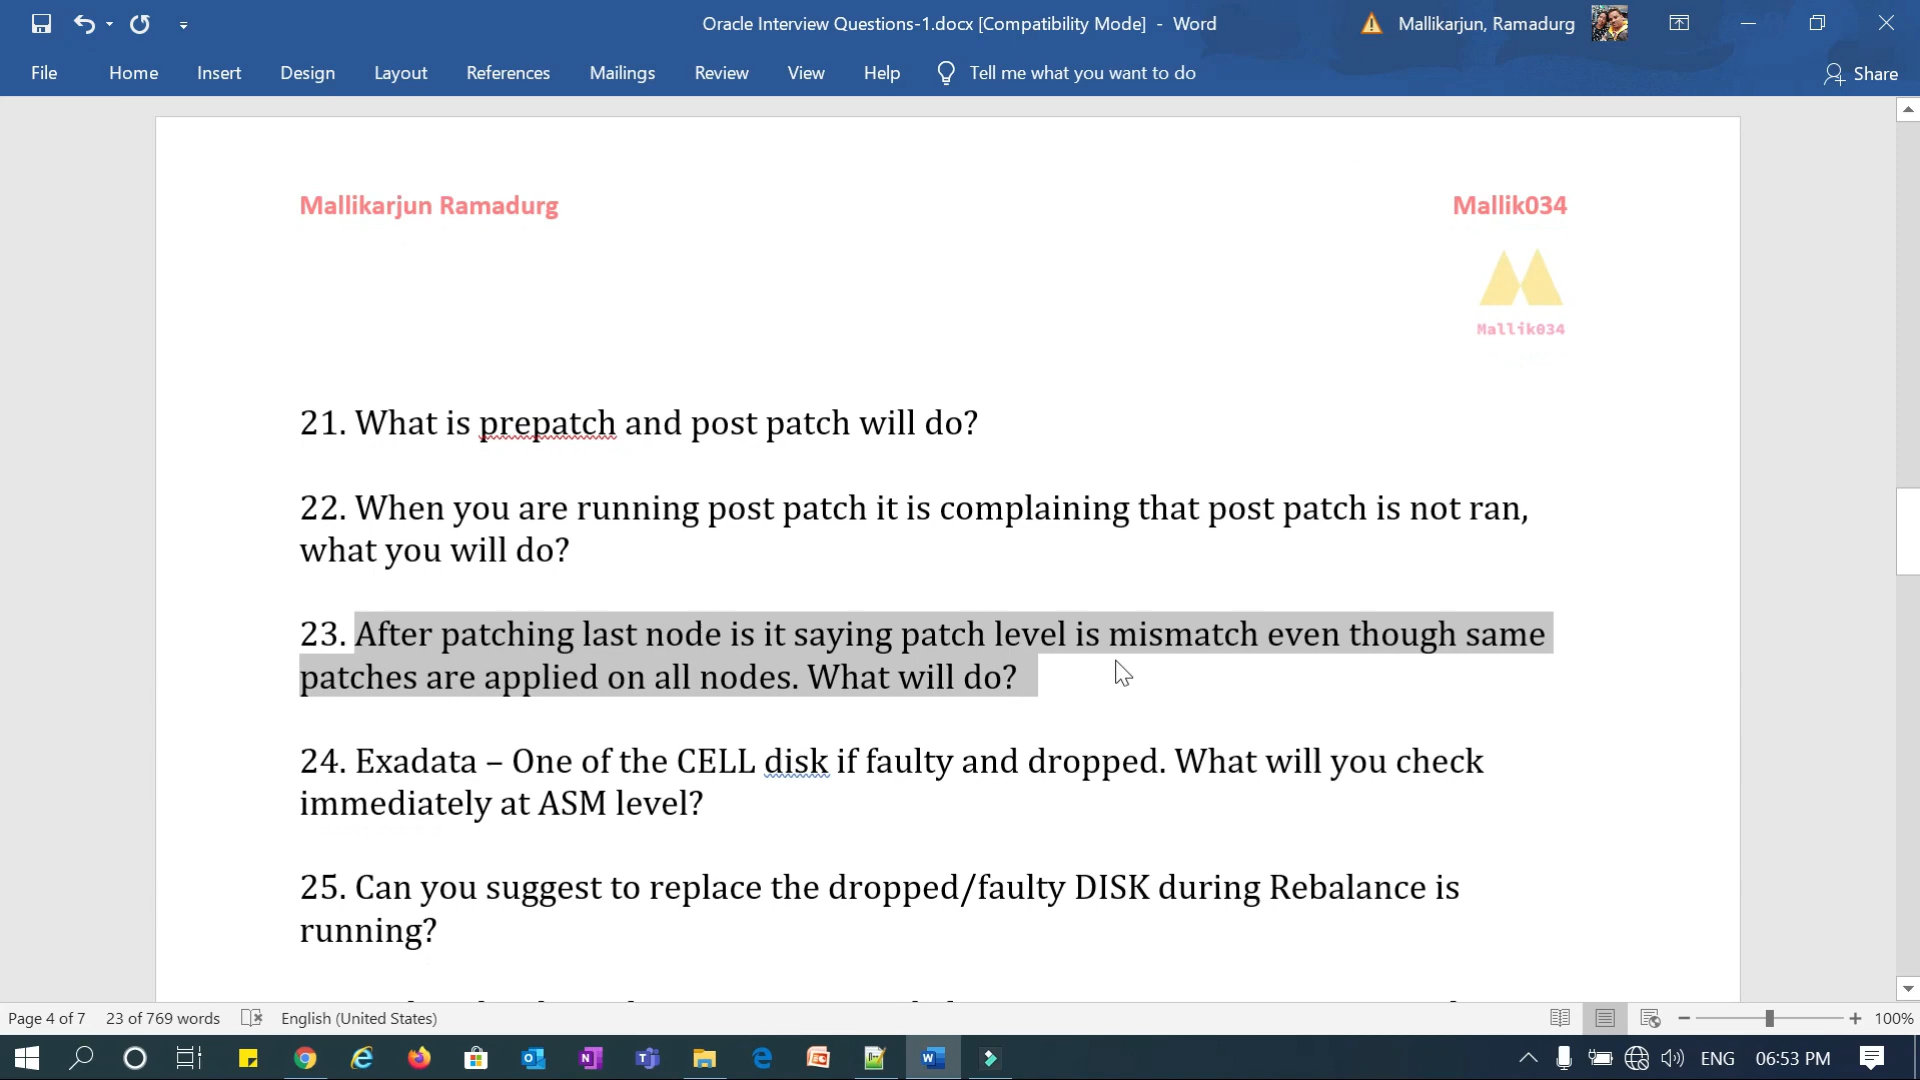 Oracle Interview Questions-1.docx [Compatibility Mode] - Word
Mallikarjun, Ramadurg
File Home Insert Design Layout References Mailings Review View Help Tell me what you want to do Share
Mallikarjun Ramadurg Mallik034
Mallik034
21. What is prepatch and post patch will do?
22. When you are running post patch it is complaining that post patch is not ran,
what you will do?
23. After patching last node is it saying patch level is mismatch even though same
patches are applied on all nodes. What will do?
24. Exadata – One of the CELL disk if faulty and dropped. What will you check
immediately at ASM level?
25. Can you suggest to replace the dropped/faulty DISK during Rebalance is
running?
Page 4 of 7 23 of 769 words English (United States) 100%
ENG 06:53 PM